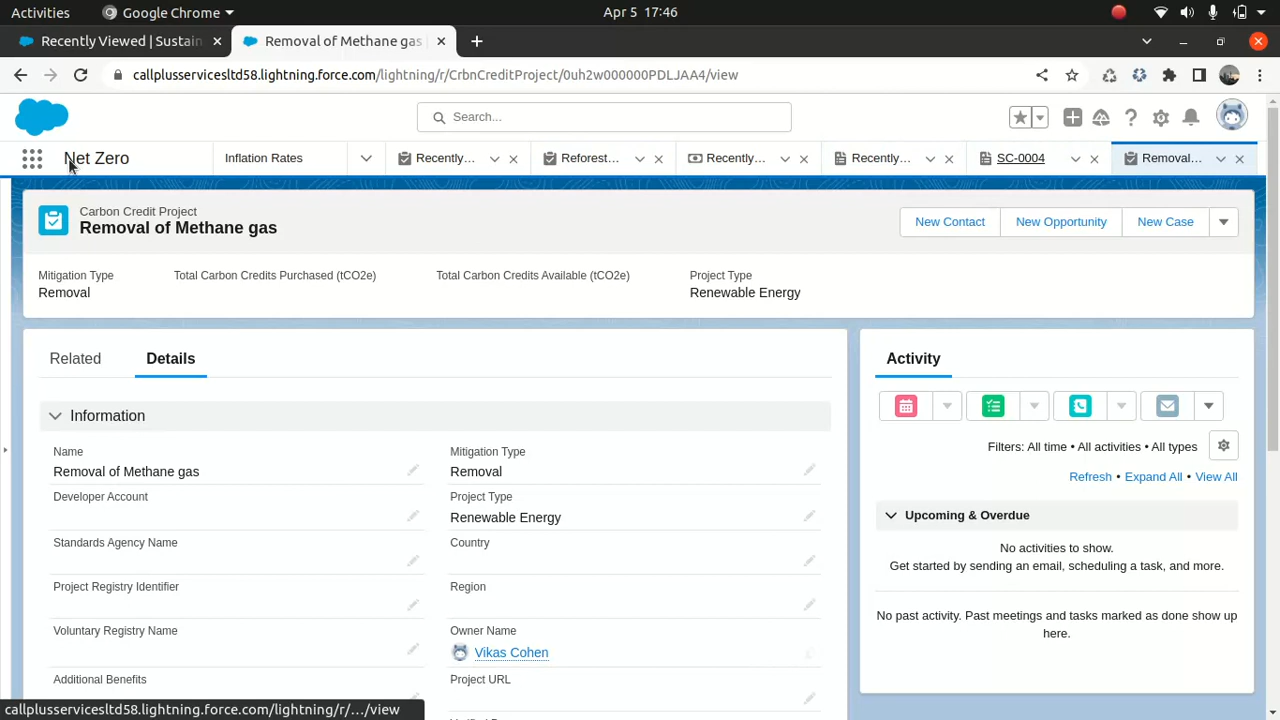 Activities
Google Chrome
Apr 5 17:46
Recently Viewed | Sustain
Removal of Methane gas
callplusservicesltd58.lightning.force.com/lightning/r/CrbnCreditProject/0uh2w000000PDLJAA4/view
Search...
Net Zero
Inflation Rates
Recently...
Reforest...
Recently...
Recently...
SC-0004
Removal...
Carbon Credit Project
Removal of Methane gas
New Contact
New Opportunity
New Case
Mitigation Type
Total Carbon Credits Purchased (tCO2e)
Total Carbon Credits Available (tCO2e)
Project Type
Removal
Renewable Energy
Related
Details
Information
Name
Removal of Methane gas
Mitigation Type
Removal
Developer Account
Project Type
Renewable Energy
Standards Agency Name
Country
Project Registry Identifier
Region
Voluntary Registry Name
Owner Name
Vikas Cohen
Additional Benefits
Project URL
Activity
Filters: All time • All activities • All types
Refresh • Expand All • View All
Upcoming & Overdue
No activities to show.
Get started by sending an email, scheduling a task, and more.
No past activity. Past meetings and tasks marked as done show up
here.
callplusservicesltd58.lightning.force.com/lightning/r/.../view